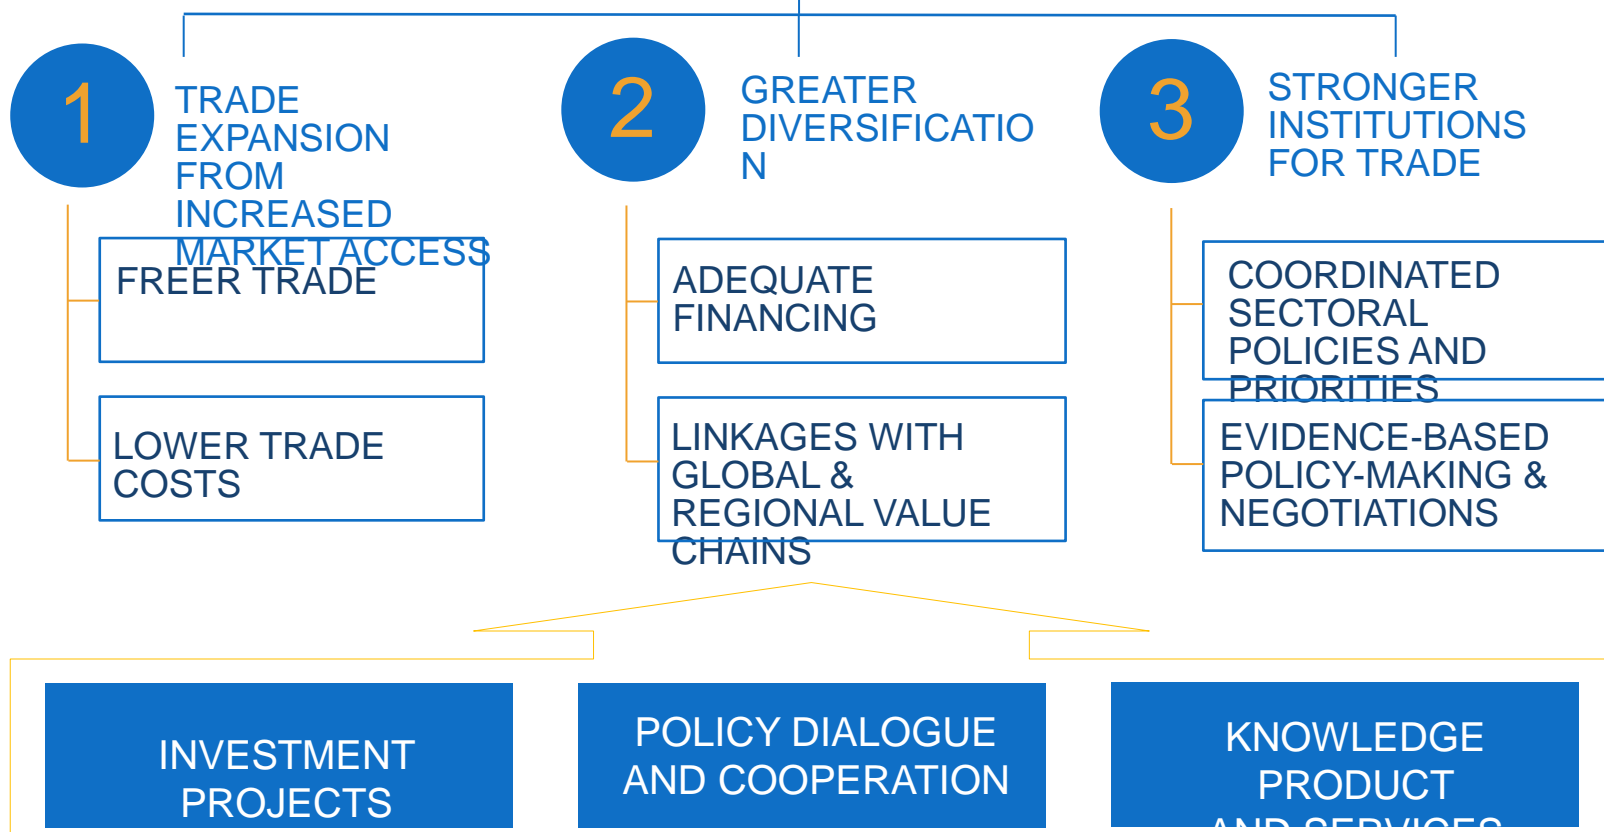 1
TRADE
EXPANSION
FROM
INCREASED
MARKET ACCESS
FREER TRADE
LOWER TRADE
COSTS
2
GREATER
DIVERSIFICATIO
N
ADEQUATE
FINANCING
LINKAGES WITH
GLOBAL &
REGIONAL VALUE
CHAINS
3
STRONGER
INSTITUTIONS
FOR TRADE
COORDINATED
SECTORAL
POLICIES AND
PRIORITIES
EVIDENCE-BASED
POLICY-MAKING &
NEGOTIATIONS
INVESTMENT
PROJECTS
POLICY DIALOGUE
AND COOPERATION
KNOWLEDGE
PRODUCT
AND SERVICES